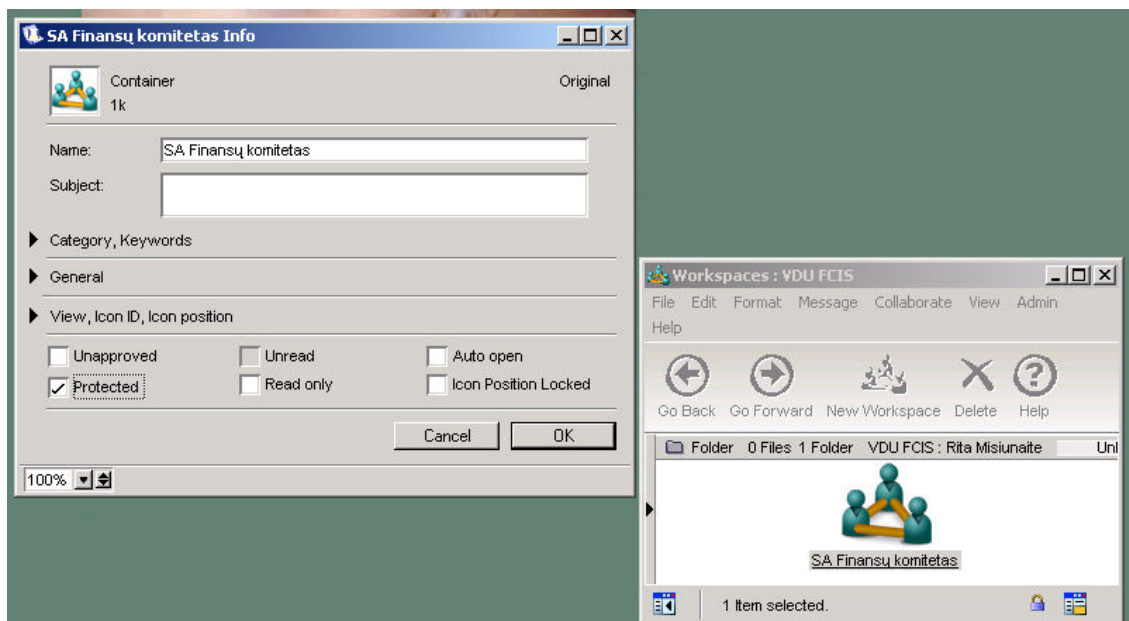 SA Finansų komitetas Info
Container
Original
1k
Name:
SA Finansų komitetas
Subject:
Category, Keywords
General
View, Icon ID, Icon position
Unapproved
Unread
Auto open
Protected
Read only
Icon Position Locked
Cancel
OK
100%
Workspaces : VDU FCIS
File Edit Format Message Collaborate View Admin
Help
Go Back Go Forward New Workspace Delete Help
Folder 0 Files 1 Folder VDU FCIS : Rita Misiunaite Unl
SA Finansų komitetas
1 Item selected.